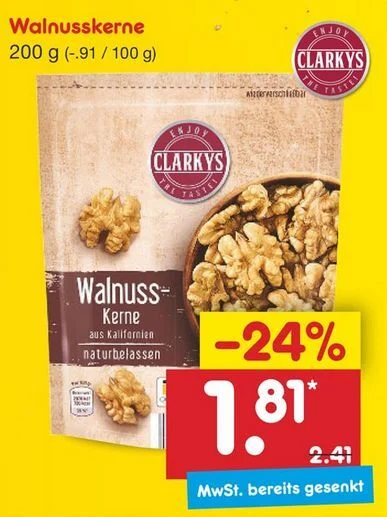 Walnusskerne
200 g (-.91 / 100 g)
ENJOY
CLARKYS
THE TASTE!
wiederverschließbar
ENJOY
CLARKYS
THE TASTE!
Walnuss-
Kerne
aus Kalifornien
naturbelassen
-24%
1.81*
2.41
MwSt. bereits gesenkt